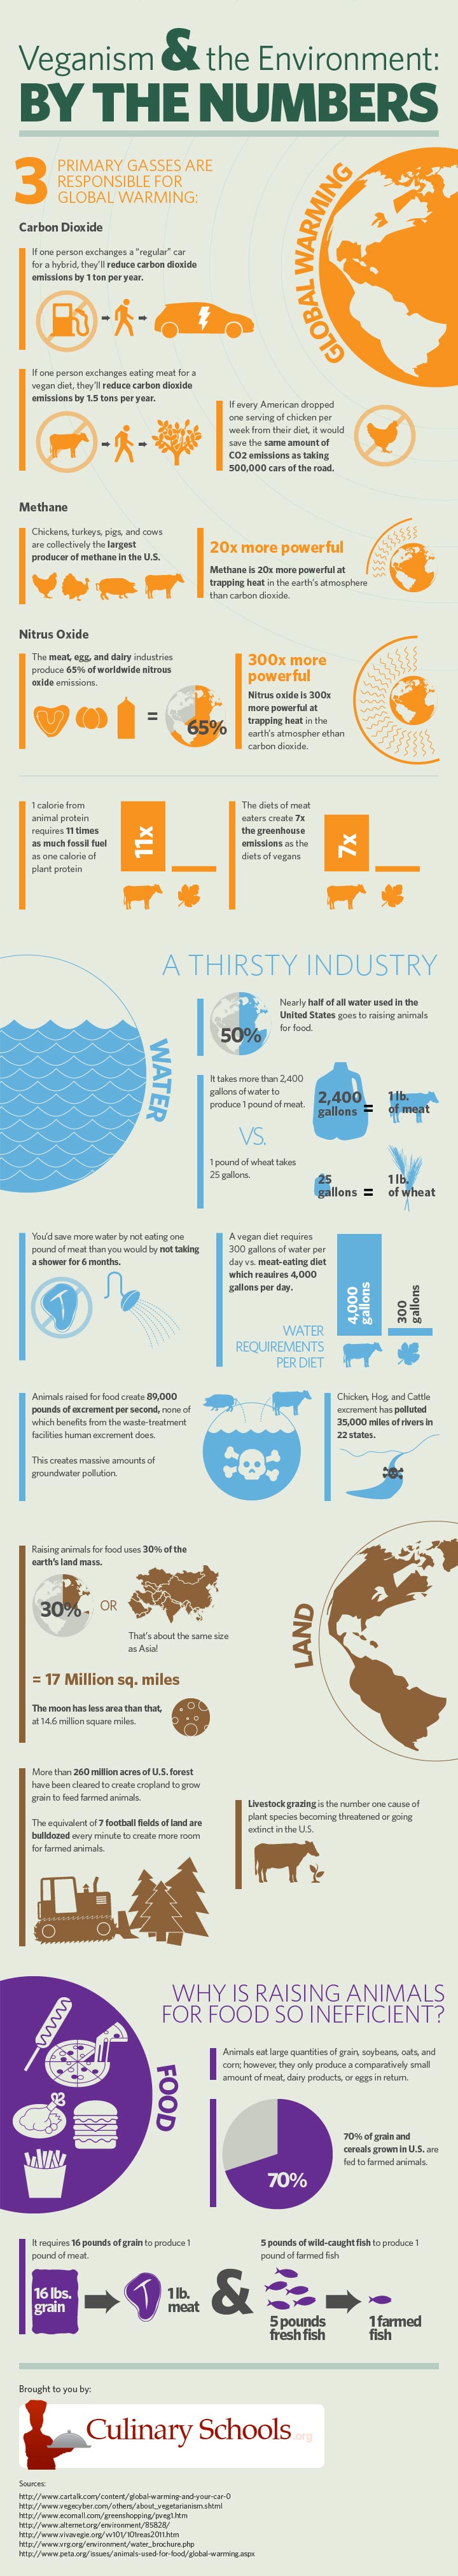 Veganism & the Environment:
BY THE NUMBERS
3 PRIMARY GASSES ARE
RESPONSIBLE FOR
GLOBAL WARMING:
GLOBAL WARMING
Carbon Dioxide
If one person exchanges a “regular” car
for a hybrid, they’ll reduce carbon dioxide
emissions by 1 ton per year.
If one person exchanges eating meat for a
vegan diet, they’ll reduce carbon dioxide
emissions by 1.5 tons per year.
If every American dropped
one serving of chicken per
week from their diet, it would
save the same amount of
CO2 emissions as taking
500,000 cars of the road.
Methane
Chickens, turkeys, pigs, and cows
are collectively the largest
producer of methane in the U.S.
20x more powerful
Methane is 20x more powerful at
trapping heat in the earth’s atmosphere
than carbon dioxide.
Nitrus Oxide
The meat, egg, and dairy industries
produce 65% of worldwide nitrous
oxide emissions.
=
65%
300x more
powerful
Nitrus oxide is 300x
more powerful at
trapping heat in the
earth’s atmospher ethan
carbon dioxide.
1 calorie from
animal protein
requires 11 times
as much fossil fuel
as one calorie of
plant protein
11x
The diets of meat
eaters create 7x
the greenhouse
emissions as the
diets of vegans
7x
A THIRSTY INDUSTRY
WATER
50%
Nearly half of all water used in the
United States goes to raising animals
for food.
It takes more than 2,400
gallons of water to
produce 1 pound of meat.
2,400
gallons
=
1 lb.
of meat
VS.
1 pound of wheat takes
25 gallons.
25
gallons
=
1 lb.
of wheat
You’d save more water by not eating one
pound of meat than you would by not taking
a shower for 6 months.
A vegan diet requires
300 gallons of water per
day vs. meat-eating diet
which reauires 4,000
gallons per day.
4,000
gallons
300
gallons
WATER
REQUIREMENTS
PER DIET
Animals raised for food create 89,000
pounds of excrement per second, none of
which benefits from the waste-treatment
facilities human excrement does.
This creates massive amounts of
groundwater pollution.
Chicken, Hog, and Cattle
excrement has polluted
35,000 miles of rivers in
22 states.
LAND
Raising animals for food uses 30% of the
earth’s land mass.
30%
OR
That’s about the same size
as Asia!
= 17 Million sq. miles
The moon has less area than that,
at 14.6 million square miles.
More than 260 million acres of U.S. forest
have been cleared to create cropland to grow
grain to feed farmed animals.
The equivalent of 7 football fields of land are
bulldozed every minute to create more room
for farmed animals.
Livestock grazing is the number one cause of
plant species becoming threatened or going
extinct in the U.S.
WHY IS RAISING ANIMALS
FOR FOOD SO INEFFICIENT?
FOOD
Animals eat large quantities of grain, soybeans, oats, and
corn; however, they only produce a comparatively small
amount of meat, dairy products, or eggs in return.
70%
70% of grain and
cereals grown in U.S. are
fed to farmed animals.
It requires 16 pounds of grain to produce 1
pound of meat.
16 lbs.
grain
1 lb.
meat
&
5 pounds of wild-caught fish to produce 1
pound of farmed fish
5 pounds
fresh fish
1 farmed
fish
Brought to you by:
Culinary Schools.org
Sources:
http://www.cartalk.com/content/global-warming-and-your-car-0
http://www.vegecyber.com/others/about_vegetarianism.shtml
http://www.ecomall.com/greenshopping/pveg1.htm
http://www.alternet.org/environment/85828/
http://www.vivavegie.org/vv101/101reas2011.htm
http://www.vrg.org/environment/water_brochure.php
http://www.peta.org/issues/animals-used-for-food/global-warming.aspx